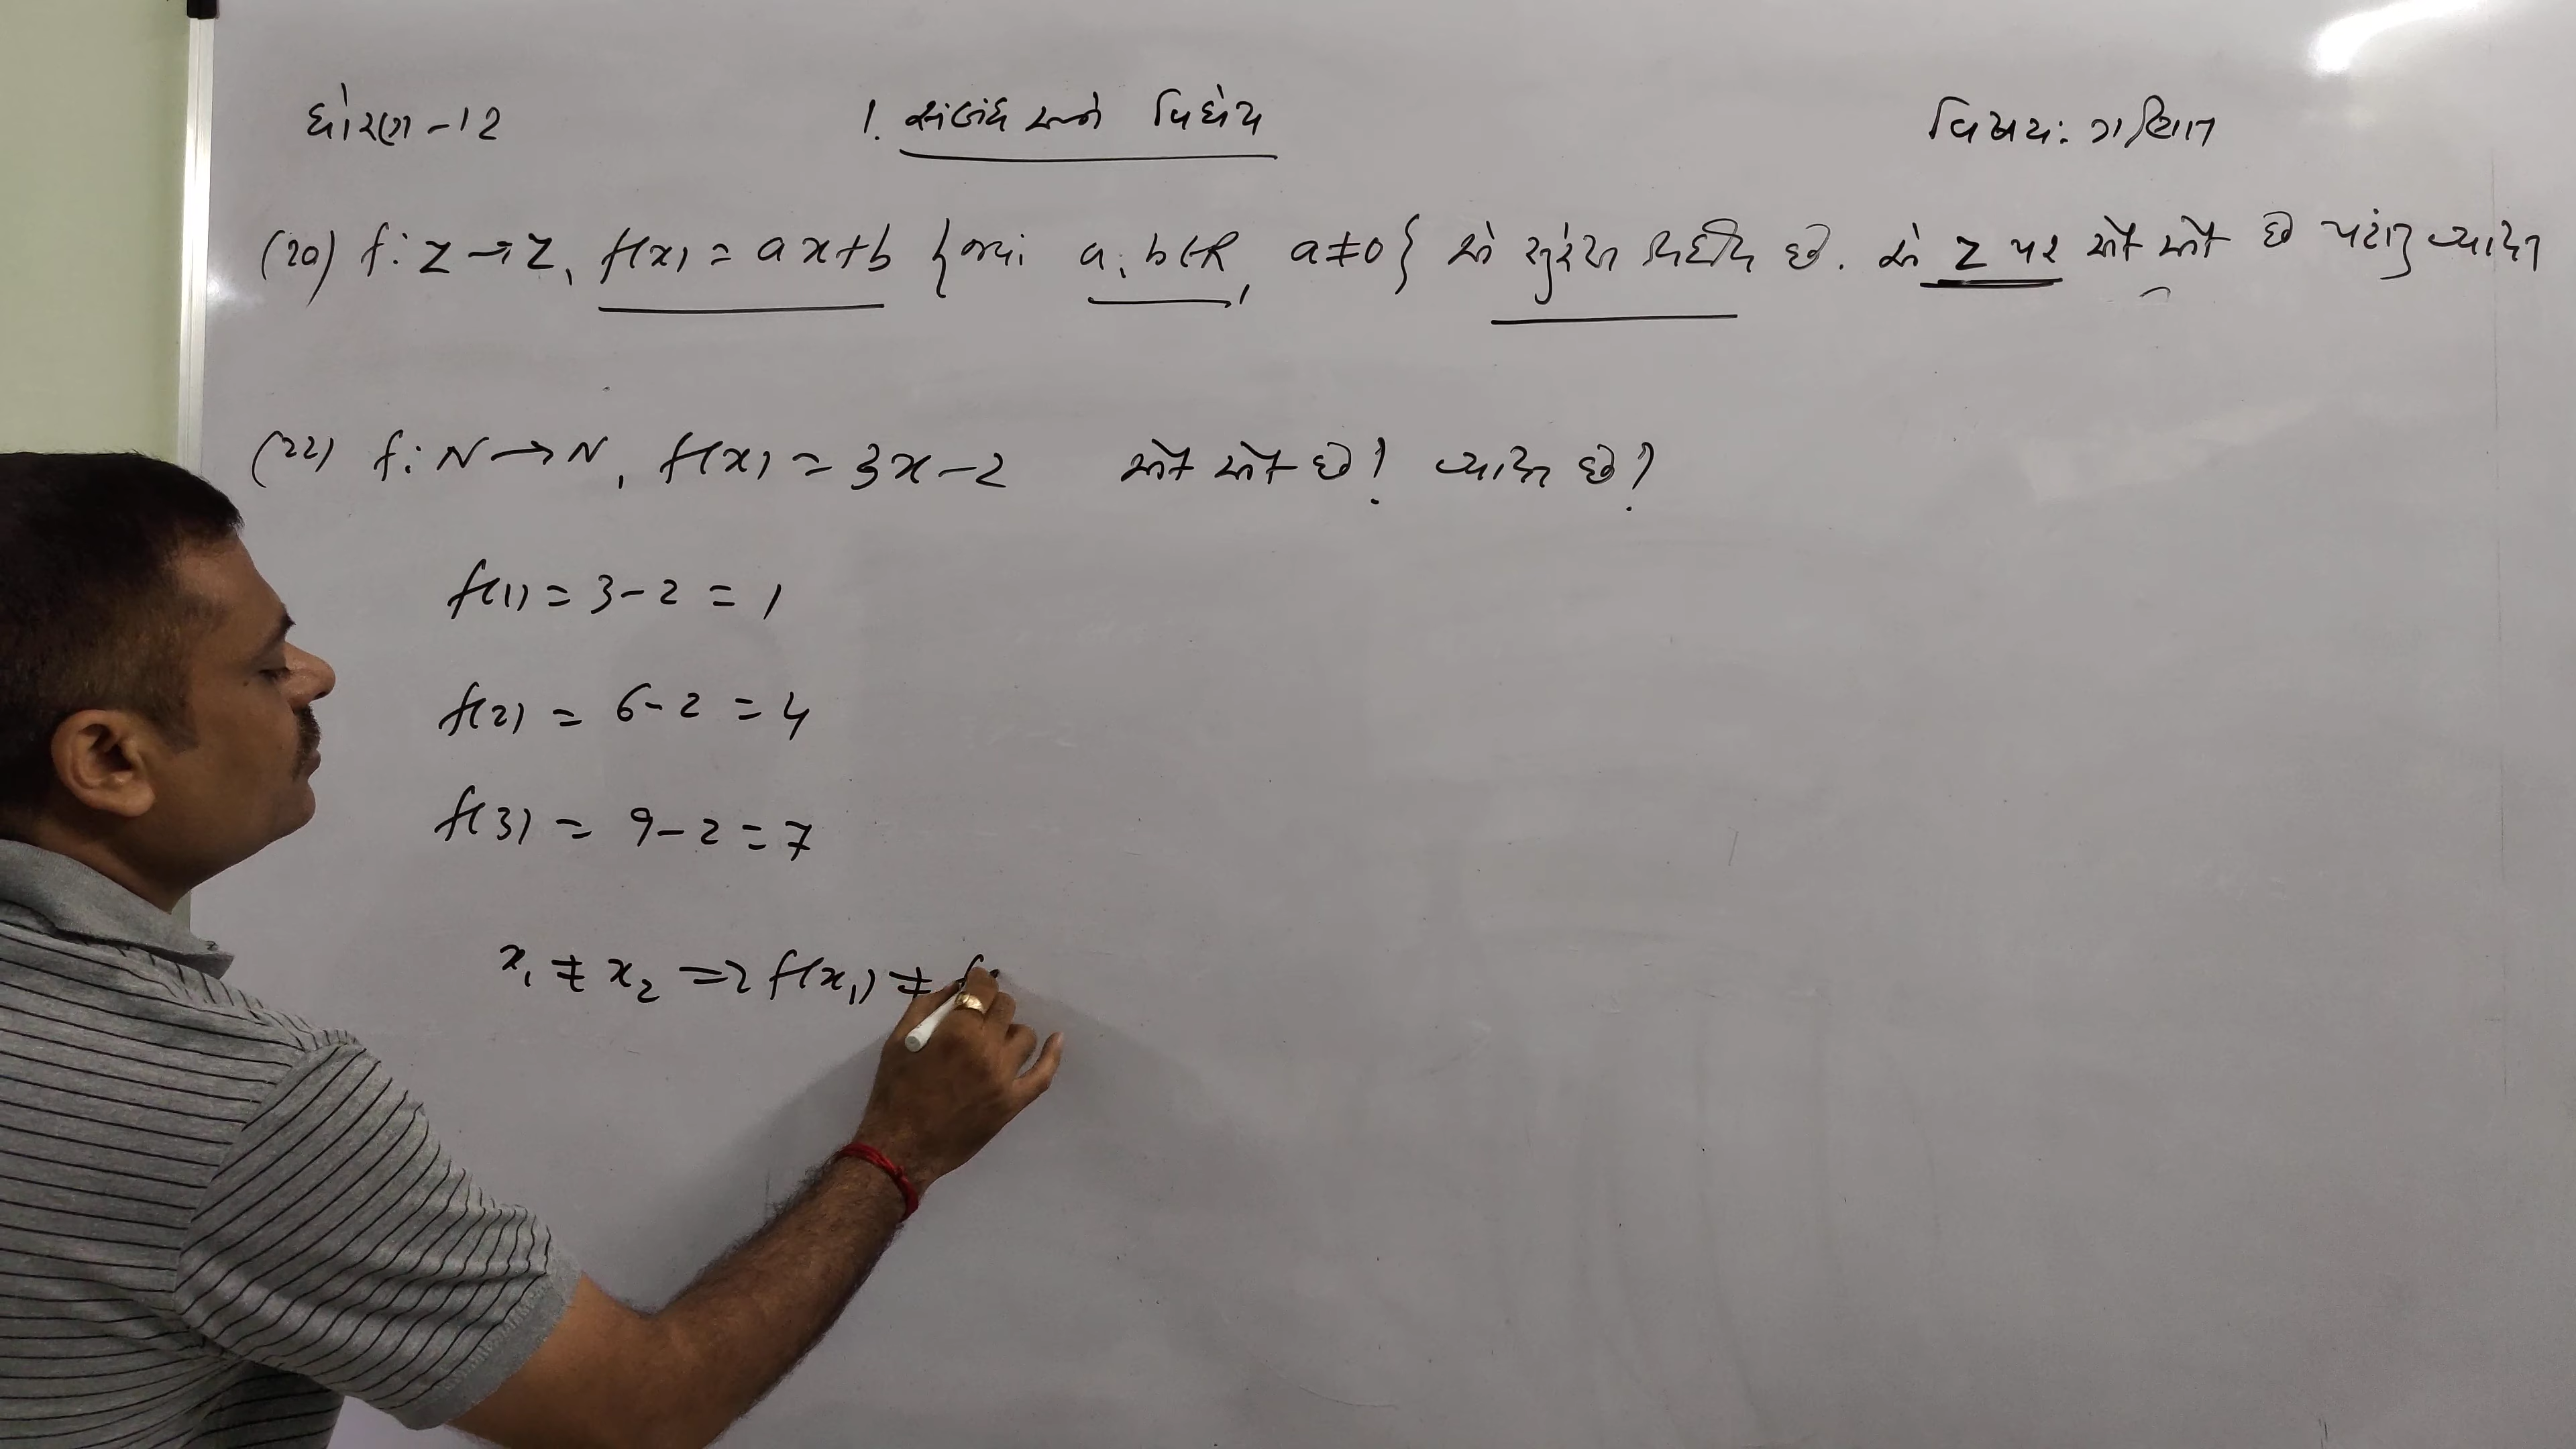 ધોરણ-12 1. સંબંધ અને વિધેય વિષય: ગણિત
(20) f: Z → Z, f(x) = ax+b {જ્યાં a, b∈R, a≠0} એ સુરેખ વિધેય છે. એ Z પર એક એક છે પરંતુ વ્યાપ્ત
(22) f: N → N, f(x) = 3x-2 એક એક છે? વ્યાપ્ત છે?
f(1) = 3-2 = 1
f(2) = 6-2 = 4
f(3) = 9-2 = 7
x₁ ≠ x₂ ⇒ f(x₁) ≠ f